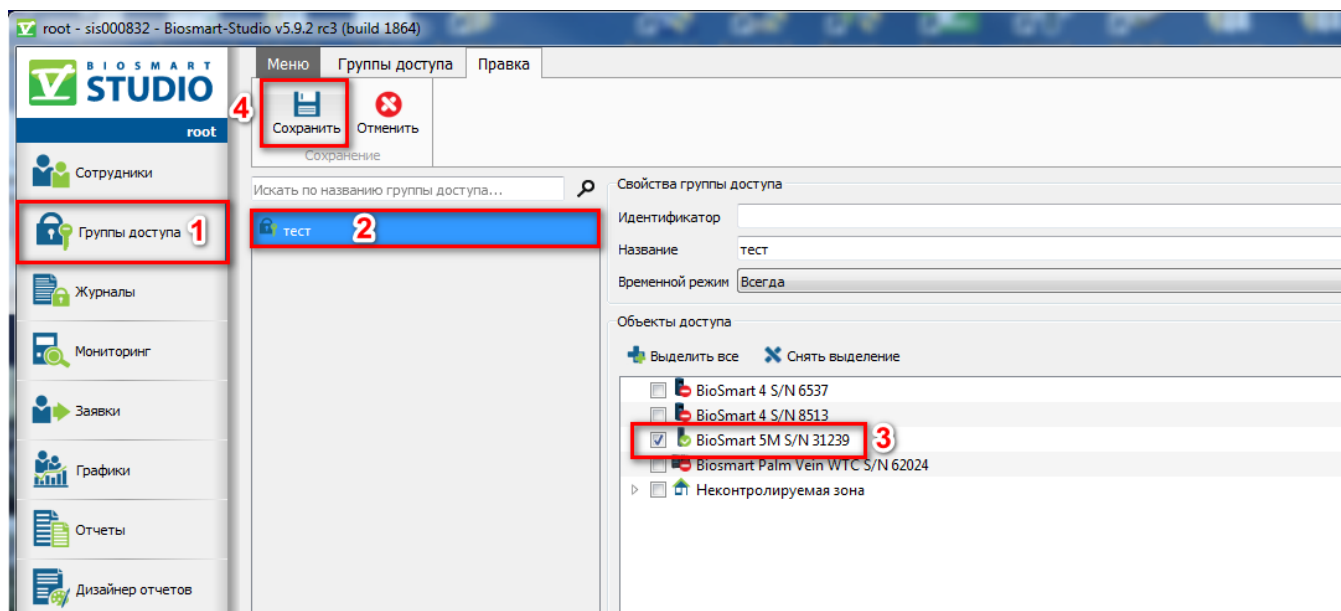 root - sis000832 - Biosmart-Studio v5.9.2 rc3 (build 1864)
BIOSMART
STUDIO
root
Меню Группы доступа Правка
4
Сохранить Отменить
Сохранение
Сотрудники
Группы доступа 1
Журналы
Мониторинг
Заявки
Графики
Отчеты
Дизайнер отчетов
Искать по названию группы доступа...
тест 2
Свойства группы доступа
Идентификатор
Название тест
Временной режим Всегда
Объекты доступа
Выделить все Снять выделение
BioSmart 4 S/N 6537
BioSmart 4 S/N 8513
BioSmart 5M S/N 31239 3
Biosmart Palm Vein WTC S/N 62024
Неконтролируемая зона